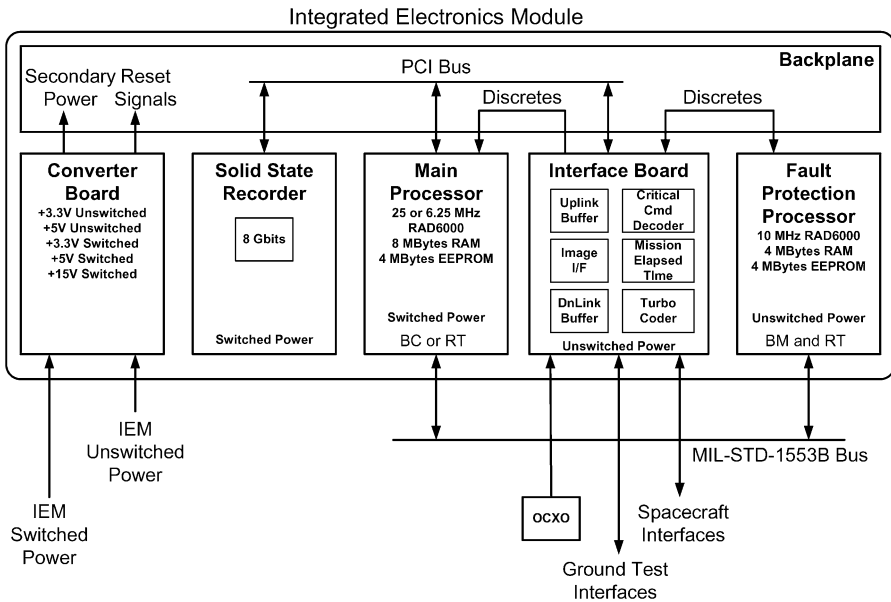 Integrated Electronics Module
Backplane
PCI Bus
Secondary
Power
Reset
Signals
Discretes
Discretes
Converter
Board
+3.3V Unswitched
+5V Unswitched
+3.3V Switched
+5V Switched
+15V Switched
Solid State
Recorder
8 Gbits
Switched Power
Main
Processor
25 or 6.25 MHz
RAD6000
8 MBytes RAM
4 MBytes EEPROM
Switched Power
BC or RT
Interface Board
Uplink
Buffer
Critical
Cmd
Decoder
Image
I/F
Mission
Elapsed
TIme
DnLink
Buffer
Turbo
Coder
Unswitched Power
Fault
Protection
Processor
10 MHz RAD6000
4 MBytes RAM
4 MBytes EEPROM
Unswitched Power
BM and RT
IEM
Unswitched
Power
IEM
Switched
Power
MIL-STD-1553B Bus
OCXO
Spacecraft
Interfaces
Ground Test
Interfaces